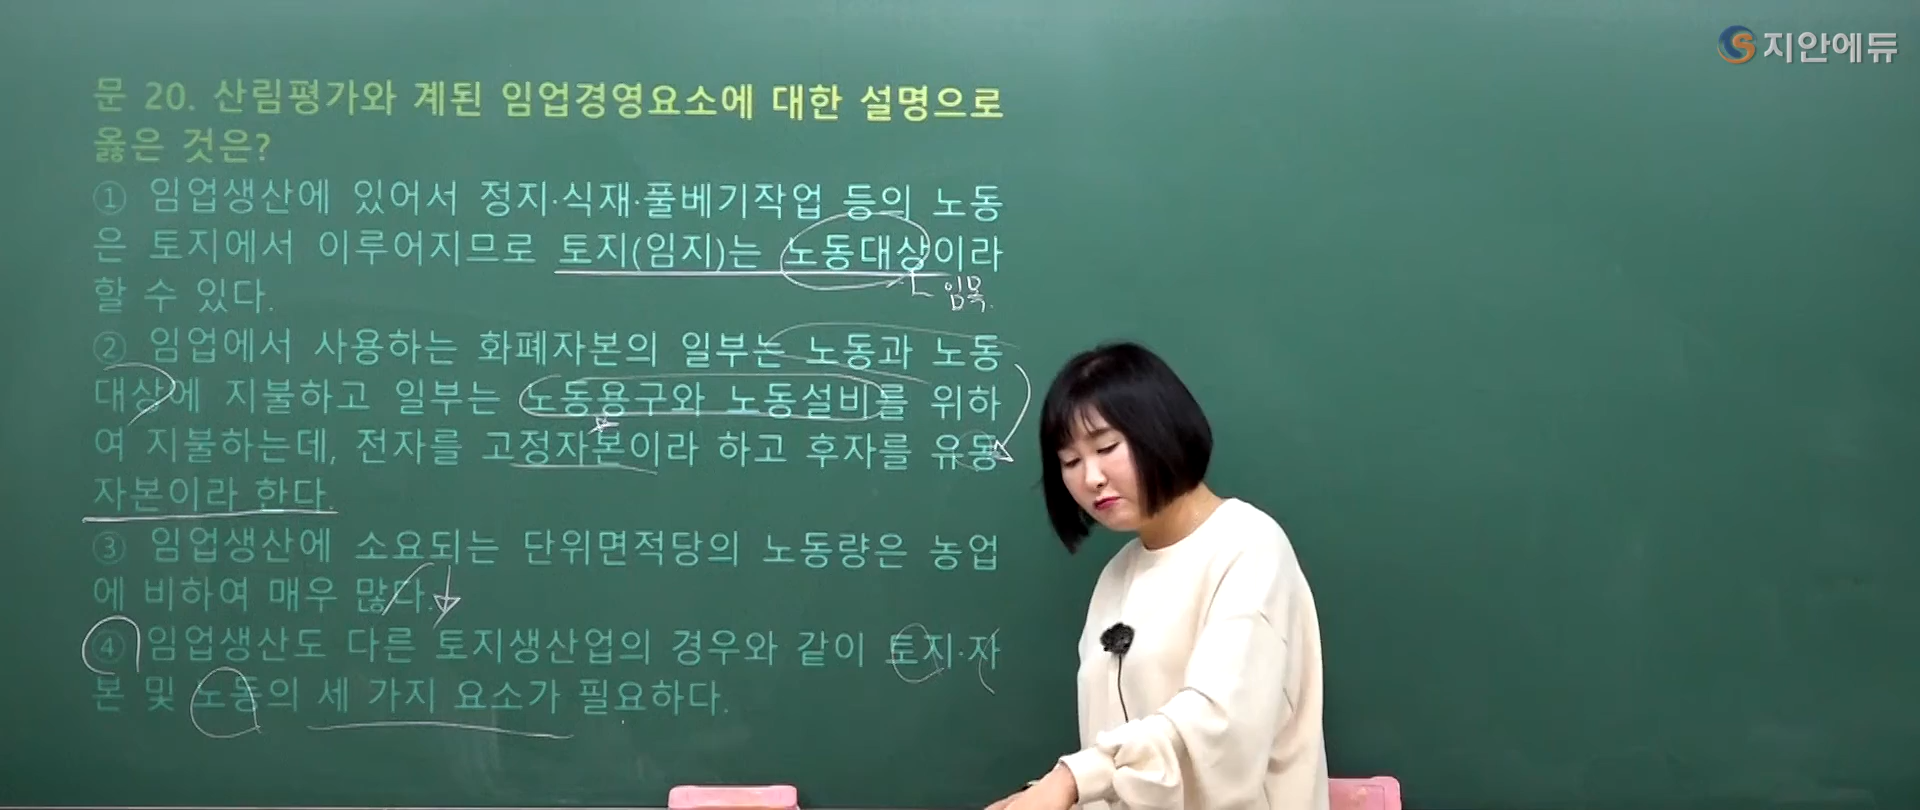 지안에듀
문 20. 산림평가와 계된 임업경영요소에 대한 설명으로
옳은 것은?
① 임업생산에 있어서 정지·식재·풀베기작업 등의 노동
은 토지에서 이루어지므로 토지(임지)는 노동대상이라
할 수 있다.
임목.
② 임업에서 사용하는 화폐자본의 일부는 노동과 노동
대상에 지불하고 일부는 노동용구와 노동설비를 위하
여 지불하는데, 전자를 고정자본이라 하고 후자를 유동
자본이라 한다.
③ 임업생산에 소요되는 단위면적당의 노동량은 농업
에 비하여 매우 많다.
④ 임업생산도 다른 토지생산업의 경우와 같이 토지·자
본 및 노동의 세 가지 요소가 필요하다.